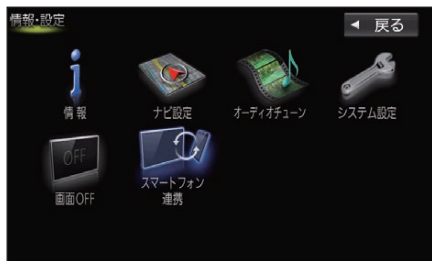 情報・設定
戻る
情報
ナビ設定
オーディオチューン
システム設定
OFF
画面OFF
スマートフォン
連携